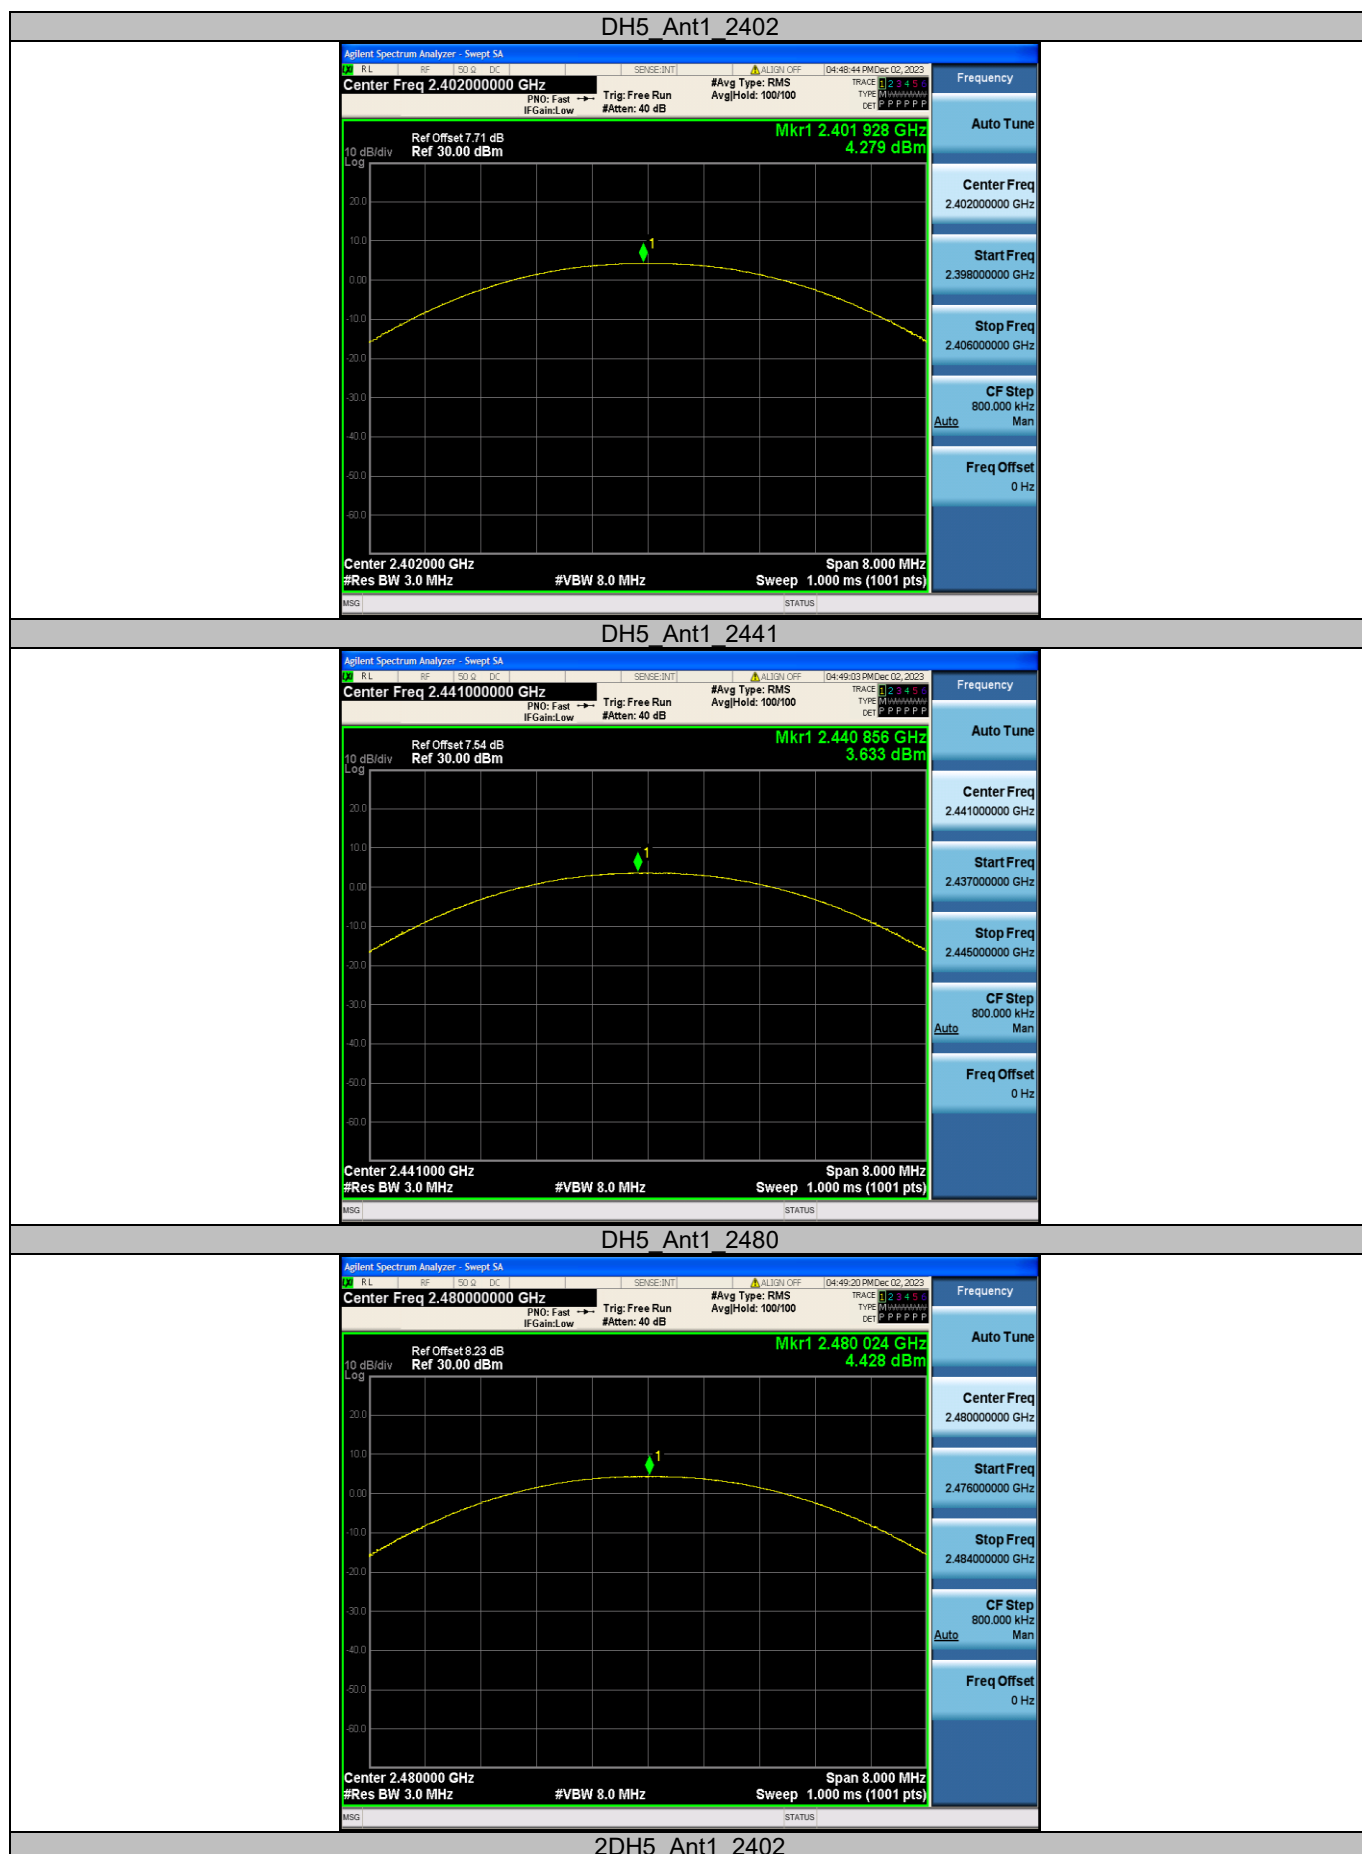 DH5_Ant1_2402
Agilent Spectrum Analyzer - Swept SA
RL RF 50 Ω DC SENSE:INT ALIGN OFF 04:48:44 PM Dec 02, 2023
Center Freq 2.402000000 GHz
PNO: Fast
IFGain:Low
Trig: Free Run
#Atten: 40 dB
#Avg Type: RMS
Avg|Hold: 100/100
TRACE 1 2 3 4 5 6
TYPE M
DET P P P P P P
Frequency
Auto Tune
Ref Offset 7.71 dB
10 dB/div Ref 30.00 dBm
Log
Mkr1 2.401 928 GHz
4.279 dBm
20.0
10.0
0.00
-10.0
-20.0
-30.0
-40.0
-50.0
-60.0
1
Center Freq
2.402000000 GHz
Start Freq
2.398000000 GHz
Stop Freq
2.406000000 GHz
CF Step
800.000 kHz
Auto Man
Freq Offset
0 Hz
Center 2.402000 GHz Span 8.000 MHz
#Res BW 3.0 MHz #VBW 8.0 MHz Sweep 1.000 ms (1001 pts)
MSG STATUS
DH5_Ant1_2441
Agilent Spectrum Analyzer - Swept SA
RL RF 50 Ω DC SENSE:INT ALIGN OFF 04:49:03 PM Dec 02, 2023
Center Freq 2.441000000 GHz
PNO: Fast
IFGain:Low
Trig: Free Run
#Atten: 40 dB
#Avg Type: RMS
Avg|Hold: 100/100
TRACE 1 2 3 4 5 6
TYPE M
DET P P P P P P
Frequency
Auto Tune
Ref Offset 7.54 dB
10 dB/div Ref 30.00 dBm
Log
Mkr1 2.440 856 GHz
3.633 dBm
20.0
10.0
0.00
-10.0
-20.0
-30.0
-40.0
-50.0
-60.0
1
Center Freq
2.441000000 GHz
Start Freq
2.437000000 GHz
Stop Freq
2.445000000 GHz
CF Step
800.000 kHz
Auto Man
Freq Offset
0 Hz
Center 2.441000 GHz Span 8.000 MHz
#Res BW 3.0 MHz #VBW 8.0 MHz Sweep 1.000 ms (1001 pts)
MSG STATUS
DH5_Ant1_2480
Agilent Spectrum Analyzer - Swept SA
RL RF 50 Ω DC SENSE:INT ALIGN OFF 04:49:20 PM Dec 02, 2023
Center Freq 2.480000000 GHz
PNO: Fast
IFGain:Low
Trig: Free Run
#Atten: 40 dB
#Avg Type: RMS
Avg|Hold: 100/100
TRACE 1 2 3 4 5 6
TYPE M
DET P P P P P P
Frequency
Auto Tune
Ref Offset 8.23 dB
10 dB/div Ref 30.00 dBm
Log
Mkr1 2.480 024 GHz
4.428 dBm
20.0
10.0
0.00
-10.0
-20.0
-30.0
-40.0
-50.0
-60.0
1
Center Freq
2.480000000 GHz
Start Freq
2.476000000 GHz
Stop Freq
2.484000000 GHz
CF Step
800.000 kHz
Auto Man
Freq Offset
0 Hz
Center 2.480000 GHz Span 8.000 MHz
#Res BW 3.0 MHz #VBW 8.0 MHz Sweep 1.000 ms (1001 pts)
MSG STATUS
2DH5_Ant1_2402